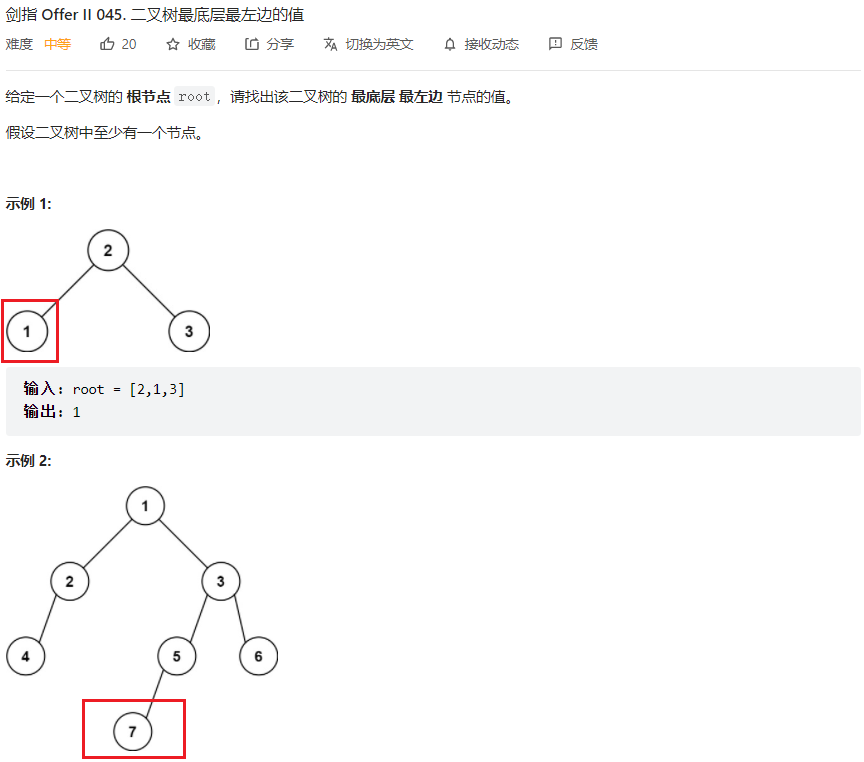 剑指 Offer II 045. 二叉树最底层最左边的值
难度 中等 20 收藏 分享 切换为英文 接收动态 反馈
给定一个二叉树的 根节点 root，请找出该二叉树的 最底层 最左边 节点的值。
假设二叉树中至少有一个节点。
示例 1:
2
1 3
输入: root = [2,1,3]
输出: 1
示例 2:
1
2 3
4 5 6
7